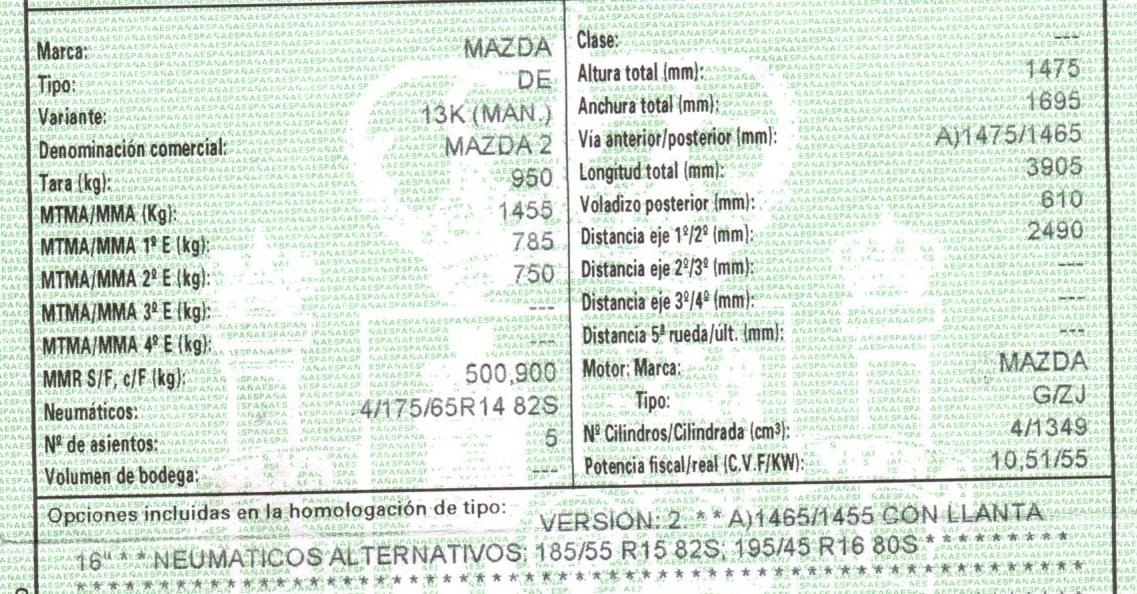 Marca: MAZDA
Tipo: DE
Variante: 13K (MAN.)
Denominación comercial: MAZDA 2
Tara (kg): 950
MTMA/MMA (Kg): 1455
MTMA/MMA 1º E (kg): 785
MTMA/MMA 2º E (kg): 750
MTMA/MMA 3º E (kg): ---
MTMA/MMA 4º E (kg): ---
MMR S/F, c/F (kg): 500,900
Neumáticos: 4/175/65R14 82S
Nº de asientos: 5
Volumen de bodega: ---
Clase: ---
Altura total (mm): 1475
Anchura total (mm): 1695
Vía anterior/posterior (mm): A)1475/1465
Longitud total (mm): 3905
Voladizo posterior (mm): 610
Distancia eje 1º/2º (mm): 2490
Distancia eje 2º/3º (mm): ---
Distancia eje 3º/4º (mm): ---
Distancia 5ª rueda/últ. (mm): ---
Motor: Marca: MAZDA
Tipo: G/ZJ
Nº Cilindros/Cilindrada (cm³): 4/1349
Potencia fiscal/real (C.V.F/KW): 10,51/55
Opciones incluidas en la homologación de tipo: VERSION: 2 * * A)1465/1455 CON LLANTA
16" * * NEUMATICOS ALTERNATIVOS: 185/55 R15 82S; 195/45 R16 80S * * * * * * * * *